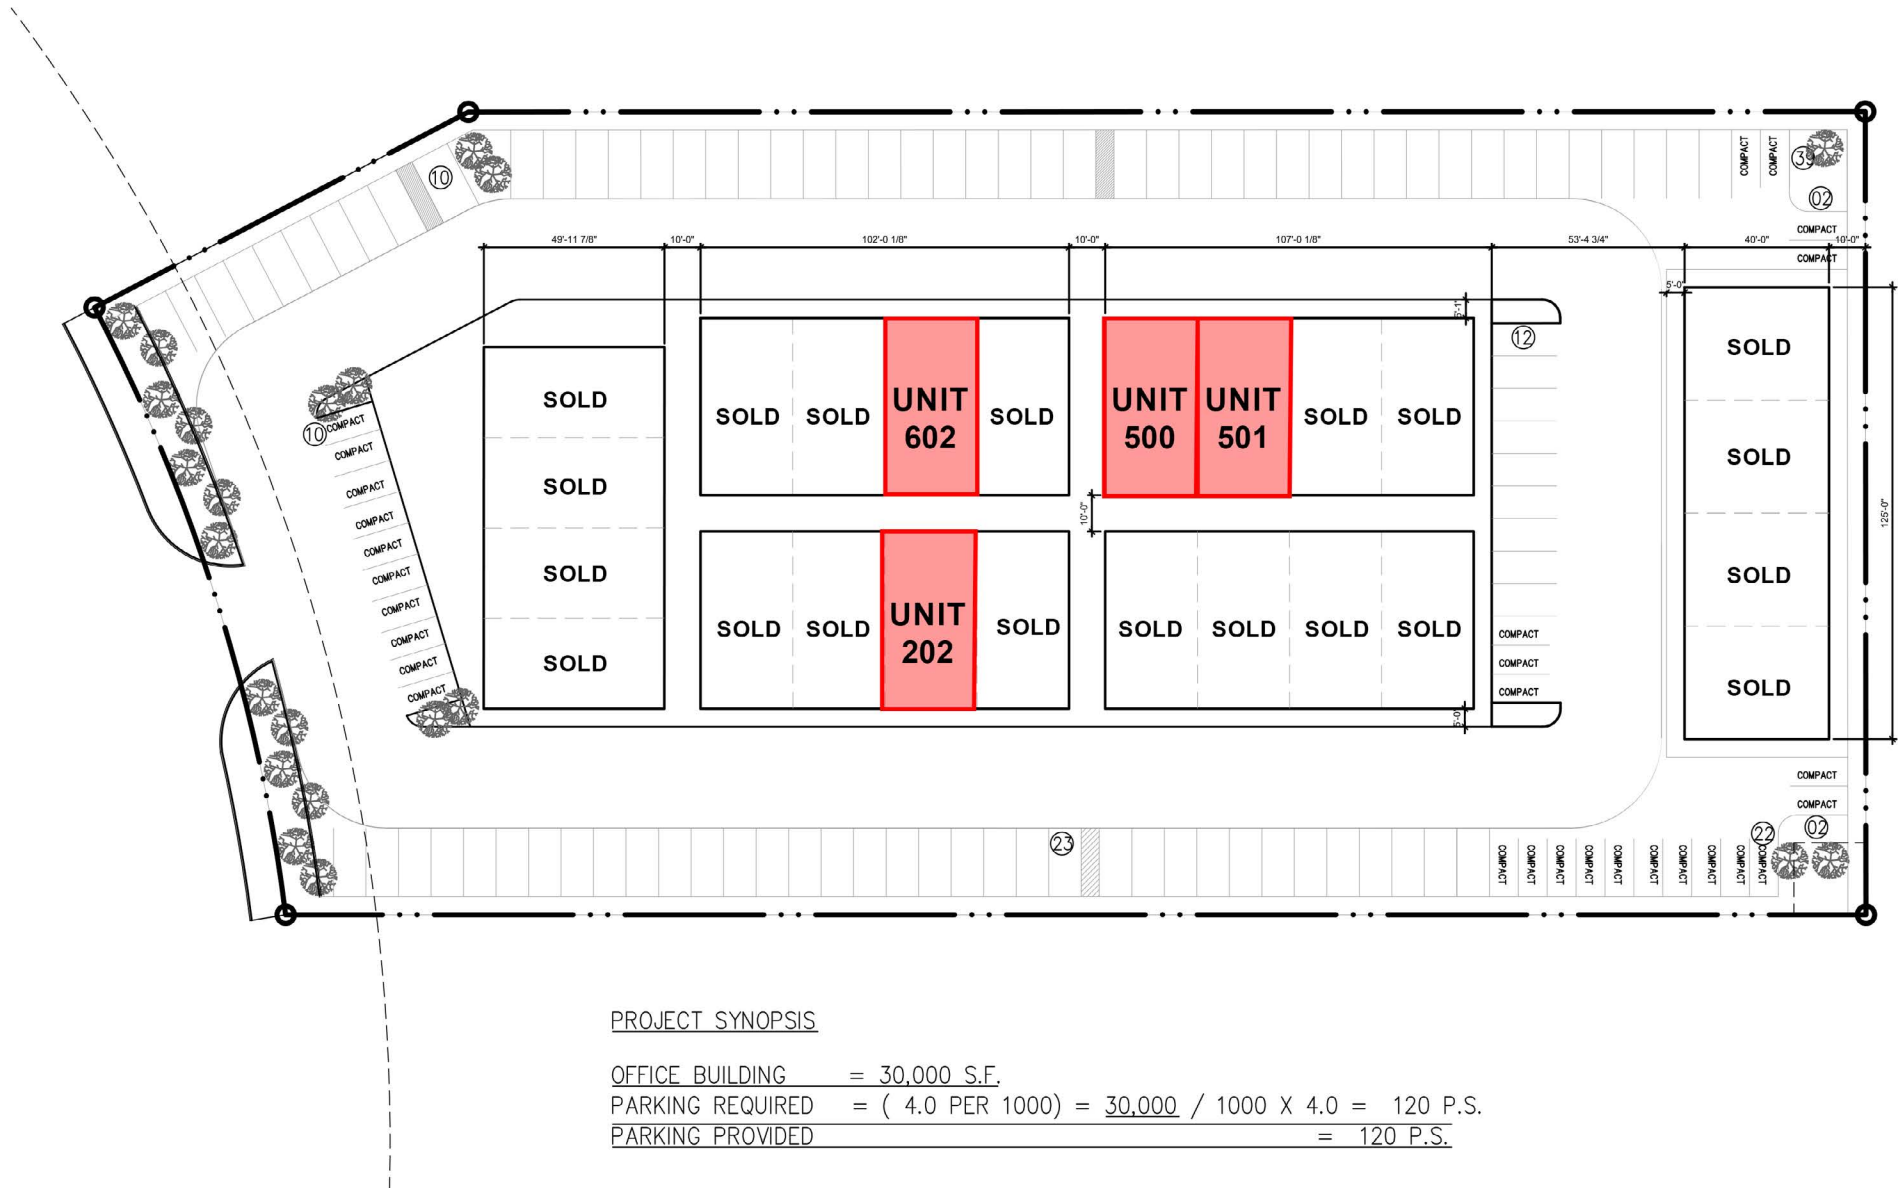 COMPACT
COMPACT
39
10
02
COMPACT
49'-11 7/8"
10'-0"
102'-0 1/8"
10'-0"
107'-0 1/8"
53'-4 3/4"
40'-0"
10'-0"
COMPACT
5'-0"
12
SOLD
SOLD
SOLD
SOLD
SOLD
SOLD
UNIT
602
SOLD
UNIT
500
UNIT
501
SOLD
SOLD
10
COMPACT
COMPACT
COMPACT
COMPACT
COMPACT
COMPACT
COMPACT
COMPACT
COMPACT
COMPACT
10'-0"
SOLD
SOLD
UNIT
202
SOLD
SOLD
SOLD
SOLD
SOLD
COMPACT
COMPACT
COMPACT
SOLD
SOLD
SOLD
SOLD
125'-0"
COMPACT
COMPACT
02
22
23
COMPACT
COMPACT
COMPACT
COMPACT
COMPACT
COMPACT
COMPACT
COMPACT
COMPACT
COMPACT
PROJECT SYNOPSIS
OFFICE BUILDING = 30,000 S.F.
PARKING REQUIRED = ( 4.0 PER 1000) = 30,000 / 1000 X 4.0 = 120 P.S.
PARKING PROVIDED = 120 P.S.